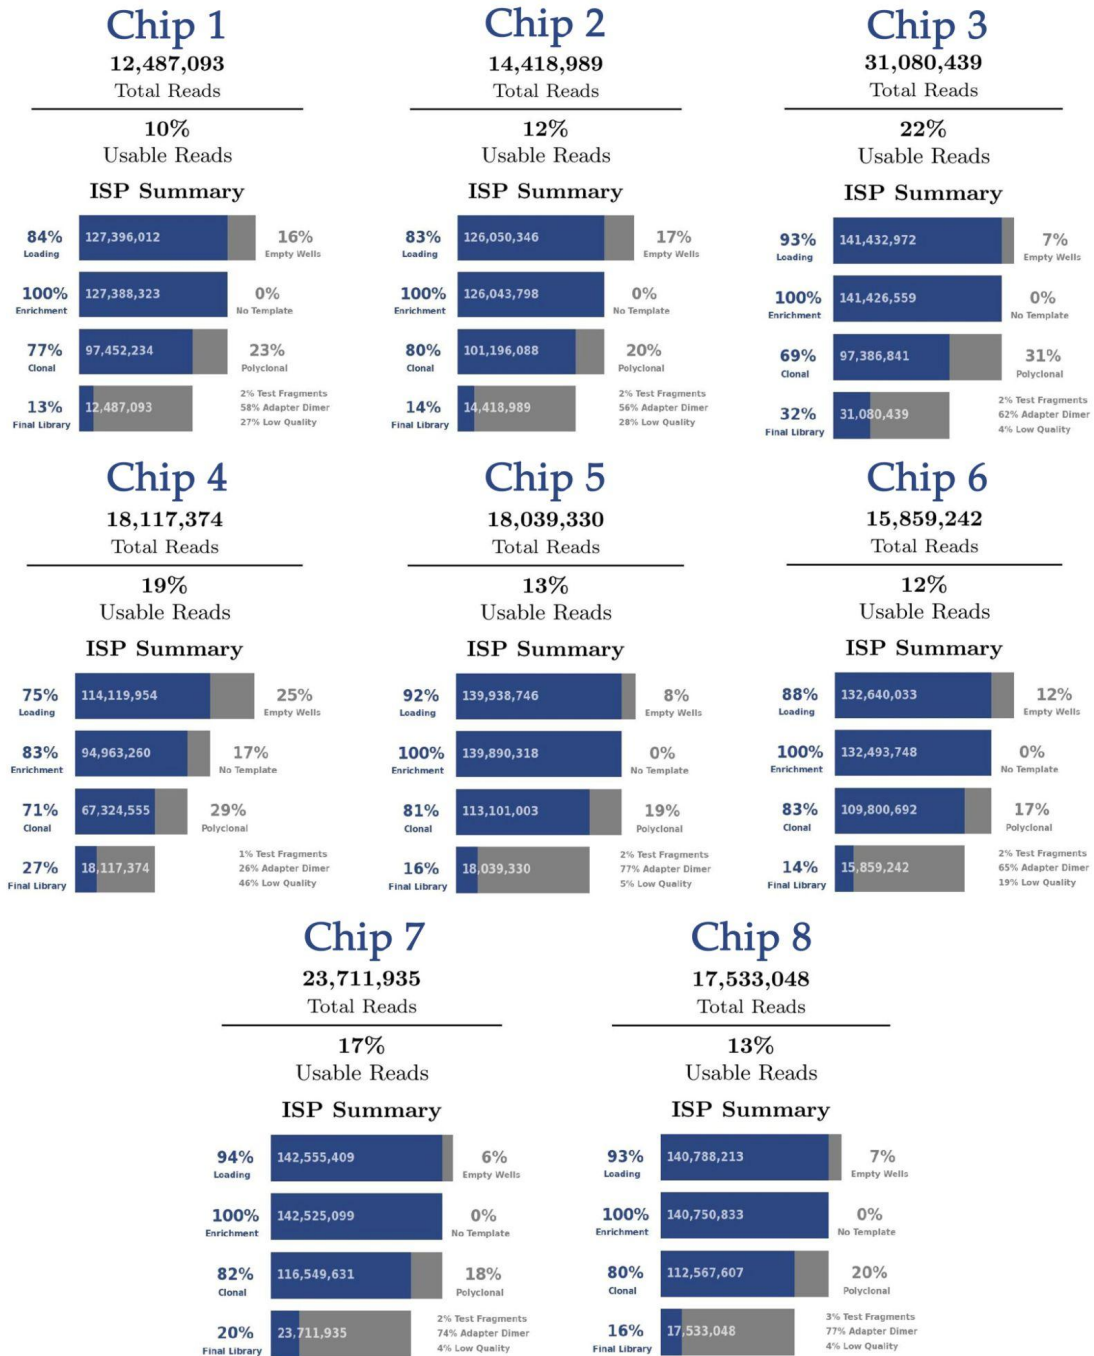 Chip 1
12,487,093
Total Reads
10%
Usable Reads
ISP Summary
84%
Loading
127,396,012
16%
Empty Wells
100%
Enrichment
127,388,323
0%
No Template
77%
Clonal
97,452,234
23%
Polyclonal
13%
Final Library
12,487,093
2% Test Fragments
58% Adapter Dimer
27% Low Quality
Chip 2
14,418,989
Total Reads
12%
Usable Reads
ISP Summary
83%
Loading
126,050,346
17%
Empty Wells
100%
Enrichment
126,043,798
0%
No Template
80%
Clonal
101,196,088
20%
Polyclonal
14%
Final Library
14,418,989
2% Test Fragments
56% Adapter Dimer
28% Low Quality
Chip 3
31,080,439
Total Reads
22%
Usable Reads
ISP Summary
93%
Loading
141,432,972
7%
Empty Wells
100%
Enrichment
141,426,559
0%
No Template
69%
Clonal
97,386,841
31%
Polyclonal
32%
Final Library
31,080,439
2% Test Fragments
62% Adapter Dimer
4% Low Quality
Chip 4
18,117,374
Total Reads
19%
Usable Reads
ISP Summary
75%
Loading
114,119,954
25%
Empty Wells
83%
Enrichment
94,963,260
17%
No Template
71%
Clonal
67,324,555
29%
Polyclonal
27%
Final Library
18,117,374
1% Test Fragments
26% Adapter Dimer
46% Low Quality
Chip 5
18,039,330
Total Reads
13%
Usable Reads
ISP Summary
92%
Loading
139,938,746
8%
Empty Wells
100%
Enrichment
139,890,318
0%
No Template
81%
Clonal
113,101,003
19%
Polyclonal
16%
Final Library
18,039,330
2% Test Fragments
77% Adapter Dimer
5% Low Quality
Chip 6
15,859,242
Total Reads
12%
Usable Reads
ISP Summary
88%
Loading
132,640,033
12%
Empty Wells
100%
Enrichment
132,493,748
0%
No Template
83%
Clonal
109,800,692
17%
Polyclonal
14%
Final Library
15,859,242
2% Test Fragments
65% Adapter Dimer
19% Low Quality
Chip 7
23,711,935
Total Reads
17%
Usable Reads
ISP Summary
94%
Loading
142,555,409
6%
Empty Wells
100%
Enrichment
142,525,099
0%
No Template
82%
Clonal
116,549,631
18%
Polyclonal
20%
Final Library
23,711,935
2% Test Fragments
74% Adapter Dimer
4% Low Quality
Chip 8
17,533,048
Total Reads
13%
Usable Reads
ISP Summary
93%
Loading
140,788,213
7%
Empty Wells
100%
Enrichment
140,750,833
0%
No Template
80%
Clonal
112,567,607
20%
Polyclonal
16%
Final Library
17,533,048
3% Test Fragments
77% Adapter Dimer
4% Low Quality